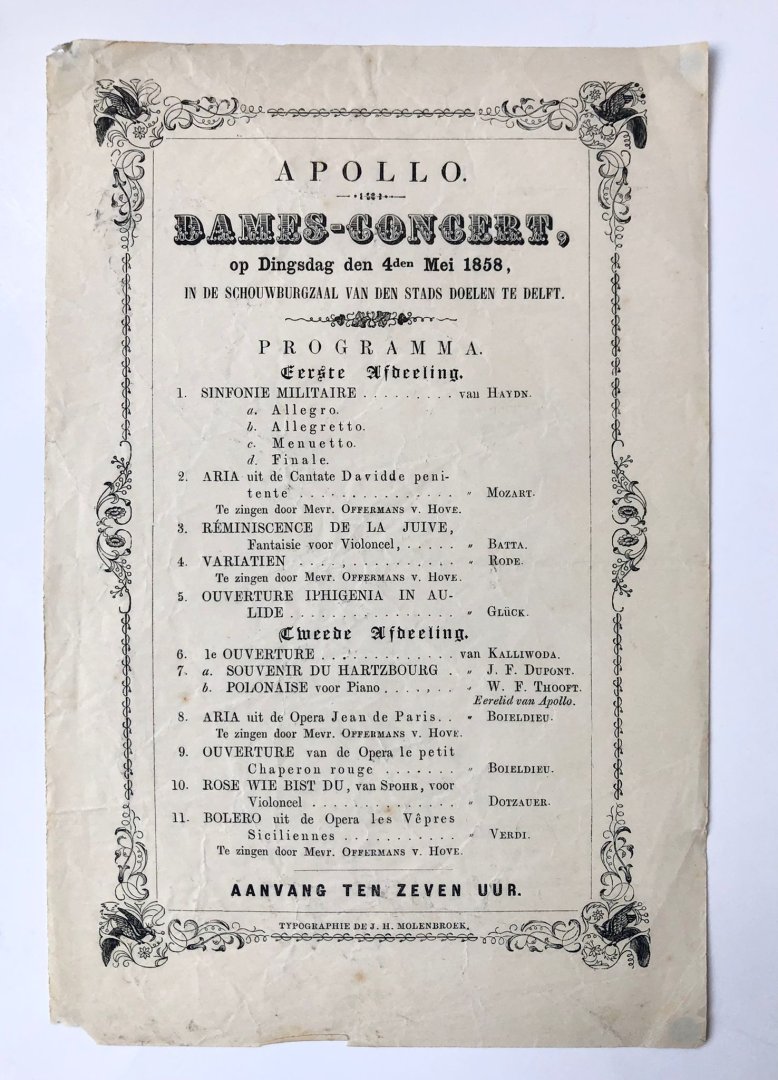 APOLLO.
DAMES-CONCERT,
op Dingsdag den 4den Mei 1858,
IN DE SCHOUWBURGZAAL VAN DEN STADS DOELEN TE DELFT.
PROGRAMMA.
Eerste Afdeeling.
1. SINFONIE MILITAIRE . . . . . . . . . van HAYDN.
a. Allegro.
b. Allegretto.
c. Menuetto.
d. Finale.
2. ARIA uit de Cantate Davidde peni-
tente . . . . . . . . . . . . . . . „ MOZART.
Te zingen door Mevr. OFFERMANS V. HOVE.
3. RÉMINISCENCE DE LA JUIVE,
Fantaisie voor Violoncel, . . . . . „ BATTA.
4. VARIATIEN . . . . , . . . . . . . . . . „ RODE.
Te zingen door Mevr. OFFERMANS V. HOVE.
5. OUVERTURE IPHIGENIA IN AU-
LIDE . . . . . . . . . . . . . . . . „ GLÜCK.
Tweede Afdeeling.
6. 1e OUVERTURE . . . . . . . . . . . . . van KALLIWODA.
7. a. SOUVENIR DU HARTZBOURG . . „ J. F. DUPONT.
b. POLONAISE voor Piano . . . , . . „ W. F. THOOFT.
Eerelid van Apollo.
8. ARIA uit de Opera Jean de Paris. . . „ BOIELDIEU.
Te zingen door Mevr. OFFERMANS V. HOVE.
9. OUVERTURE van de Opera le petit
Chaperon rouge . . . . . . . „ BOIELDIEU.
10. ROSE WIE BIST DU, van SPOHR, voor
Violoncel . . . . . . . . . . . . . . „ DOTZAUER.
11. BOLERO uit de Opera les Vêpres
Siciliennes . . . . . . . . . . . „ VERDI.
Te zingen door Mevr. OFFERMANS V. HOVE.
AANVANG TEN ZEVEN UUR.
TYPOGRAPHIE DE J. H. MOLENBROEK.